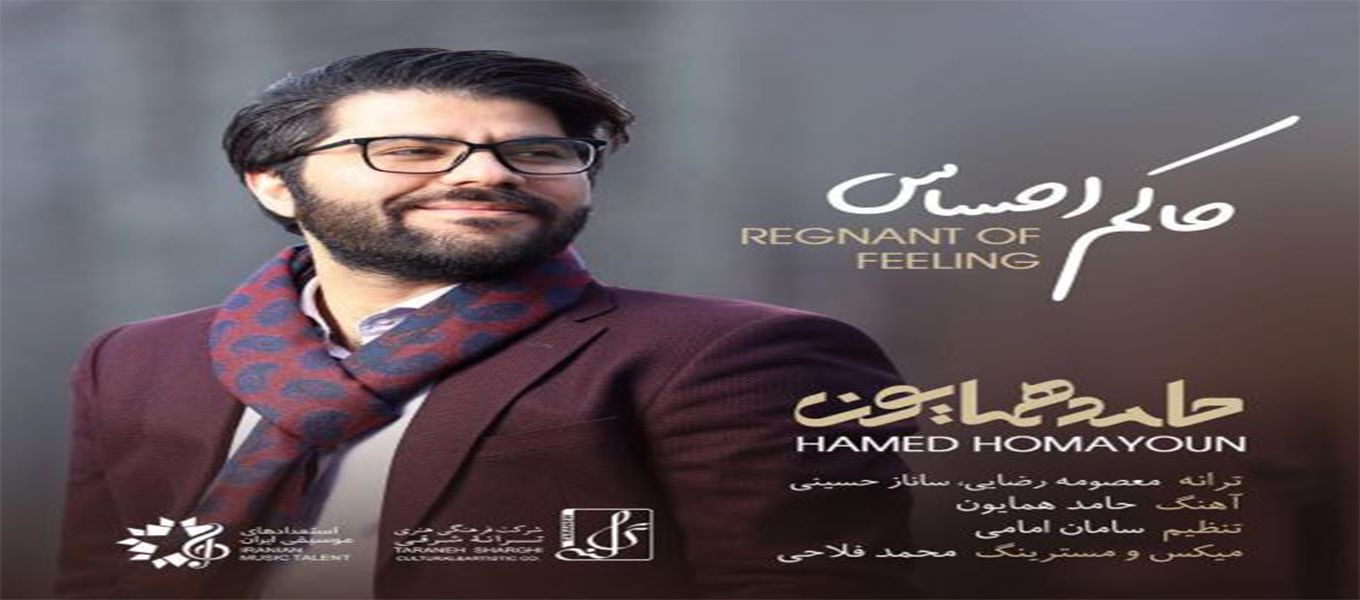 حاکم احساس
REGNANT OF
FEELING
حامد همایون
HAMED HOMAYOUN
ترانه معصومه رضایی، ساناز حسینی
آهنگ حامد همایون
تنظیم سامان امامی
میکس و مسترینگ محمد فلاحی
استعدادهای
موسیقی ایران
IRANIAN
MUSIC TALENT
شرکت فرهنگی هنری
ترانه شرقی
TARANEH SHARGHI
CULTURAL&ARTISTIC CO.